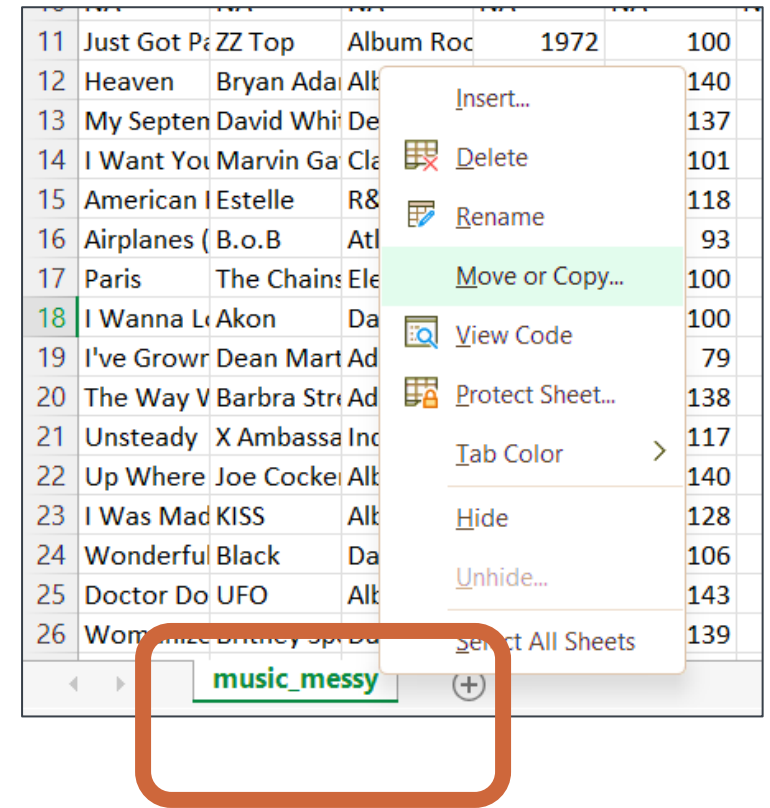 11 Just Got Pa ZZ Top Album Roc 1972 100
12 Heaven Bryan Ada Alb 140
13 My Septem David Whit De 137
14 I Want You Marvin Ga Cla 101
15 American Estelle R& 118
16 Airplanes ( B.o.B Atl 93
17 Paris The Chains Ele 100
18 I Wanna Lo Akon Da 100
19 I've Grown Dean Mart Ad 79
20 The Way W Barbra Stre Ad 138
21 Unsteady X Ambassa Ind 117
22 Up Where Joe Cocker Alb 140
23 I Was Mad KISS Alb 128
24 Wonderful Black Da 106
25 Doctor Do UFO Alb 143
26 139
Insert...
Delete
Rename
Move or Copy...
View Code
Protect Sheet...
Tab Color
Hide
Unhide...
Select All Sheets
music_messy